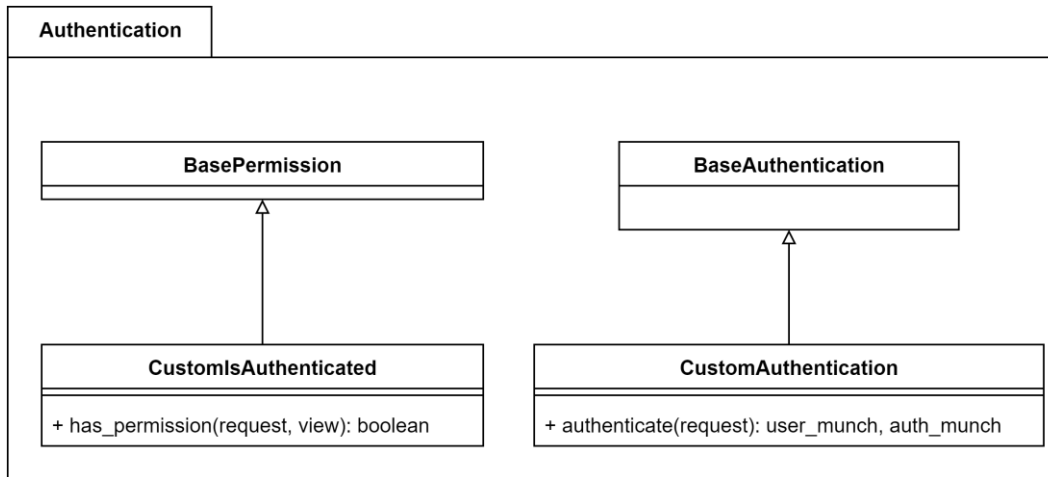 Authentication
BasePermission
BaseAuthentication
CustomIsAuthenticated
+ has_permission(request, view): boolean
CustomAuthentication
+ authenticate(request): user_munch, auth_munch